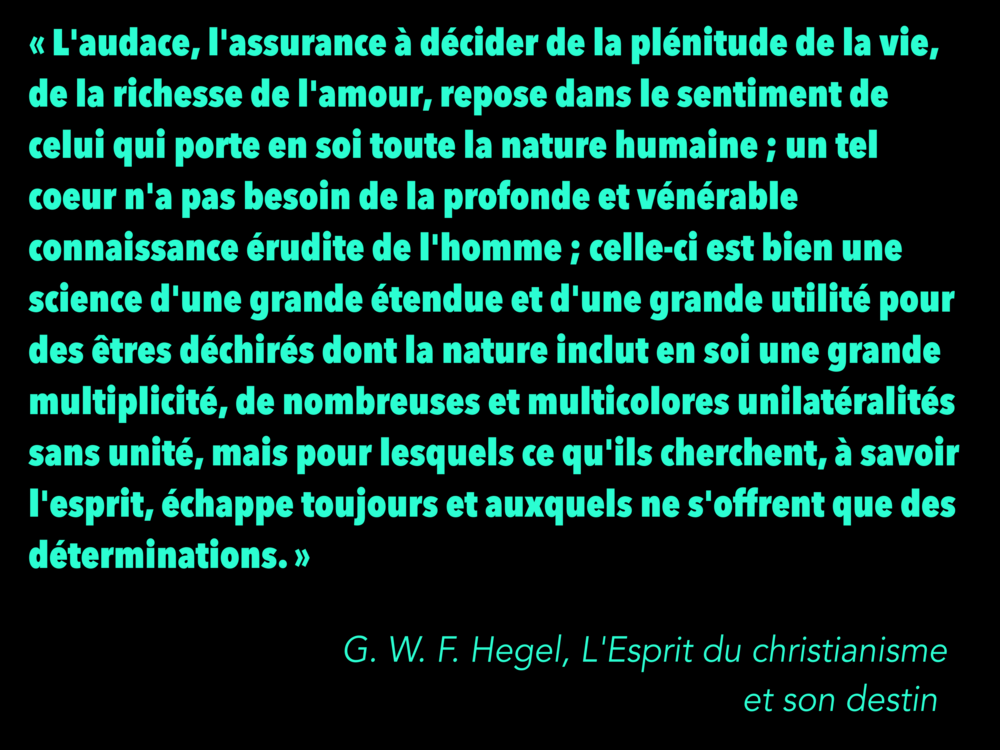 « L'audace, l'assurance à décider de la plénitude de la vie,
de la richesse de l'amour, repose dans le sentiment de
celui qui porte en soi toute la nature humaine ; un tel
coeur n'a pas besoin de la profonde et vénérable
connaissance érudite de l'homme ; celle-ci est bien une
science d'une grande étendue et d'une grande utilité pour
des êtres déchirés dont la nature inclut en soi une grande
multiplicité, de nombreuses et multicolores unilatéralités
sans unité, mais pour lesquels ce qu'ils cherchent, à savoir
l'esprit, échappe toujours et auxquels ne s'offrent que des
déterminations. »
G. W. F. Hegel, L'Esprit du christianisme
et son destin